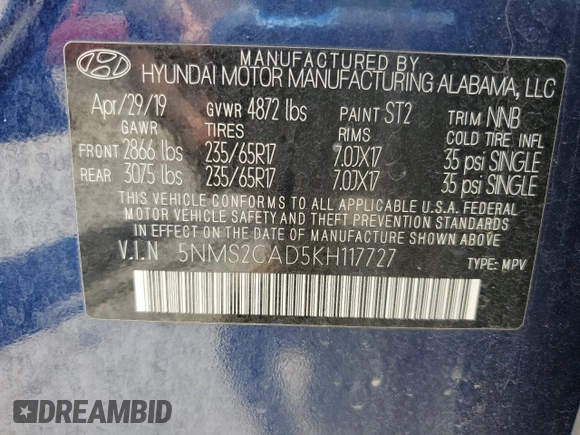 MANUFACTURED BY
HYUNDAI MOTOR MANUFACTURING ALABAMA, LLC
Apr/29/19 GVWR 4872 lbs PAINT ST2 TRIM NNB
GAWR TIRES RIMS COLD TIRE INFL
FRONT 2866 lbs 235/65R17 7.0JX17 35 psi SINGLE
REAR 3075 lbs 235/65R17 7.0JX17 35 psi SINGLE
THIS VEHICLE CONFORMS TO ALL APPLICABLE U.S.A. FEDERAL
MOTOR VEHICLE SAFETY AND THEFT PREVENTION STANDARDS
IN EFFECT ON THE DATE OF MANUFACTURE SHOWN ABOVE.
V.I.N 5NMS2CAD5KH117727 TYPE: MPV
DREAMBID